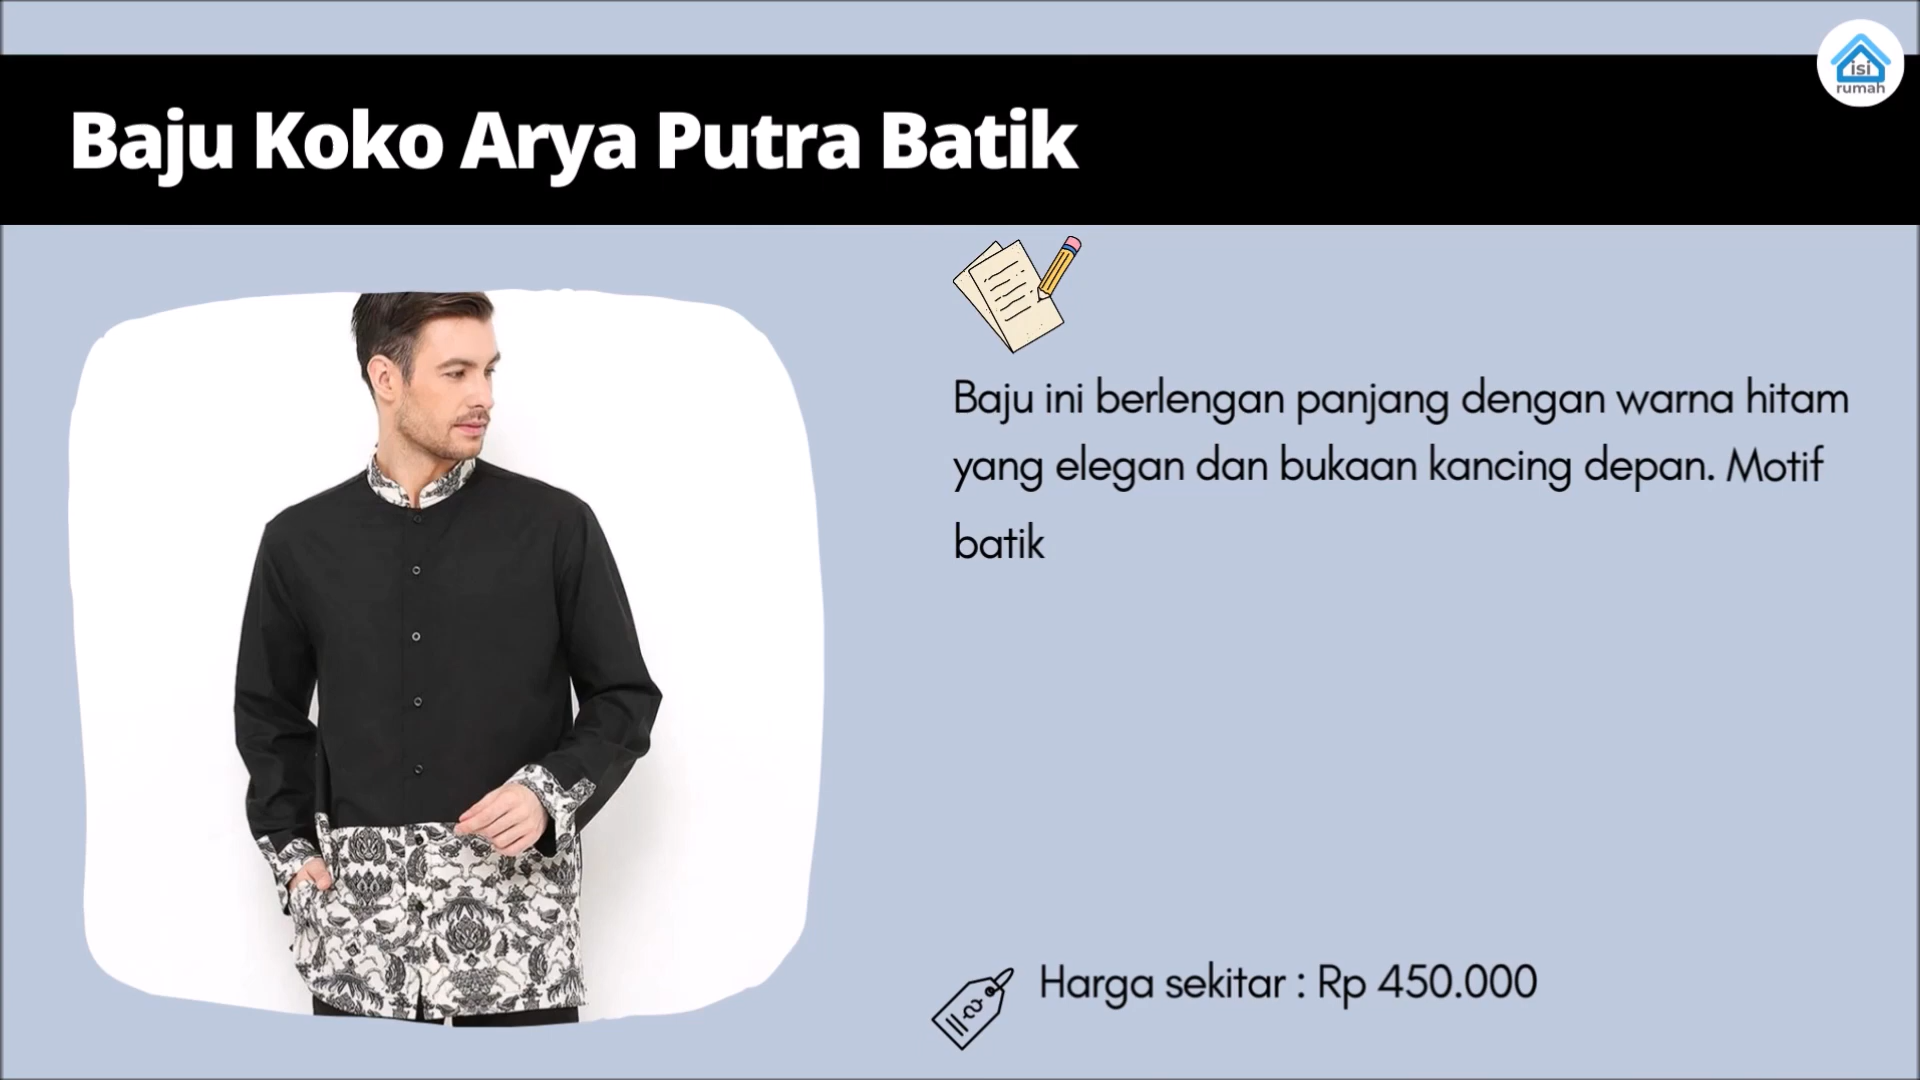 isi
rumah
Baju Koko Arya Putra Batik
Baju ini berlengan panjang dengan warna hitam
yang elegan dan bukaan kancing depan. Motif
batik
Harga sekitar : Rp 450.000